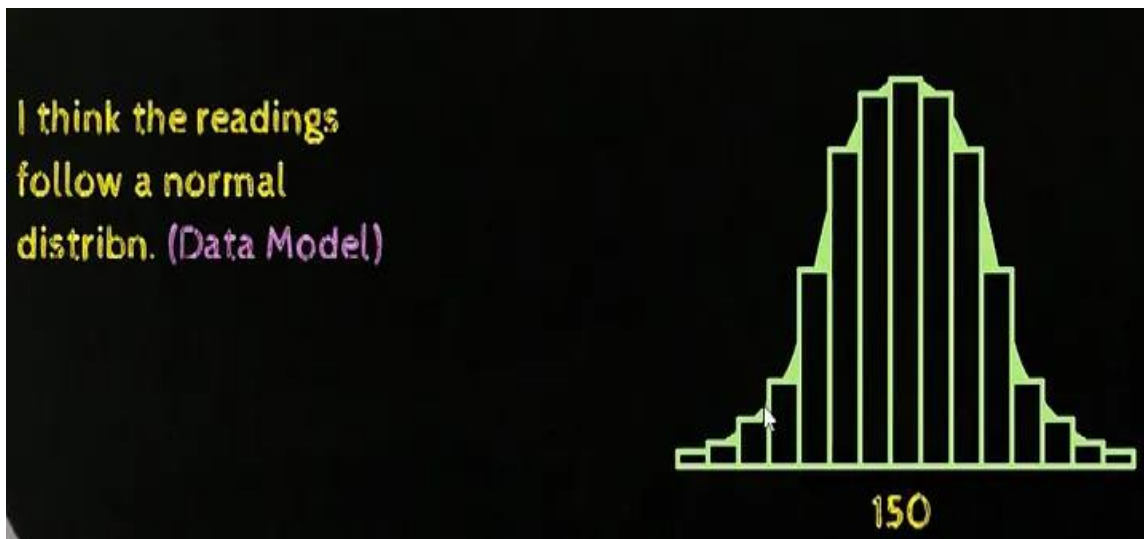 I think the readings
follow a normal
distribn. (Data Model)
150